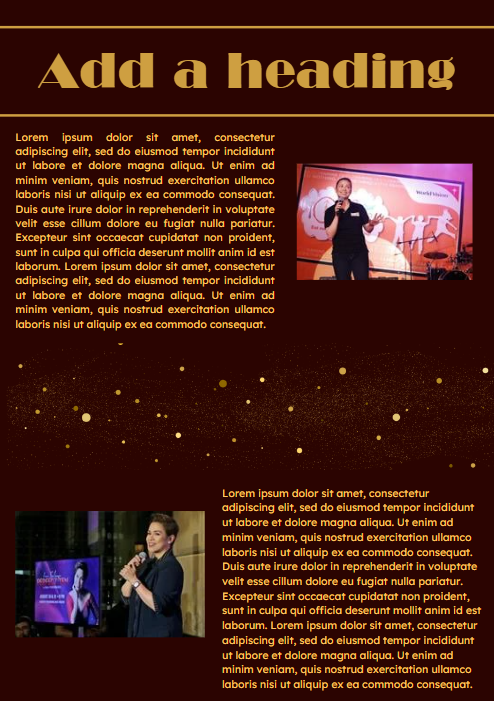 Add a heading
Lorem ipsum dolor sit amet, consectetur
adipiscing elit, sed do eiusmod tempor incididunt
ut labore et dolore magna aliqua. Ut enim ad
minim veniam, quis nostrud exercitation ullamco
laboris nisi ut aliquip ex ea commodo consequat.
Duis aute irure dolor in reprehenderit in voluptate
velit esse cillum dolore eu fugiat nulla pariatur.
Excepteur sint occaecat cupidatat non proident,
sunt in culpa qui officia deserunt mollit anim id est
laborum. Lorem ipsum dolor sit amet, consectetur
adipiscing elit, sed do eiusmod tempor incididunt
ut labore et dolore magna aliqua. Ut enim ad
minim veniam, quis nostrud exercitation ullamco
laboris nisi ut aliquip ex ea commodo consequat.
World Vision
Lorem ipsum dolor sit amet, consectetur
adipiscing elit, sed do eiusmod tempor incididunt
ut labore et dolore magna aliqua. Ut enim ad
minim veniam, quis nostrud exercitation ullamco
laboris nisi ut aliquip ex ea commodo consequat.
Duis aute irure dolor in reprehenderit in voluptate
velit esse cillum dolore eu fugiat nulla pariatur.
Excepteur sint occaecat cupidatat non proident,
sunt in culpa qui officia deserunt mollit anim id est
laborum. Lorem ipsum dolor sit amet, consectetur
adipiscing elit, sed do eiusmod tempor incididunt
ut labore et dolore magna aliqua. Ut enim ad
minim veniam, quis nostrud exercitation ullamco
laboris nisi ut aliquip ex ea commodo consequat.